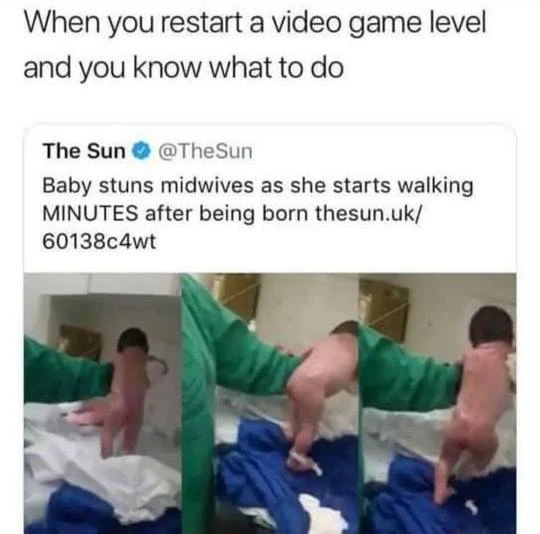 When you restart a video game level
and you know what to do
The Sun @TheSun
Baby stuns midwives as she starts walking
MINUTES after being born thesun.uk/
60138c4wt